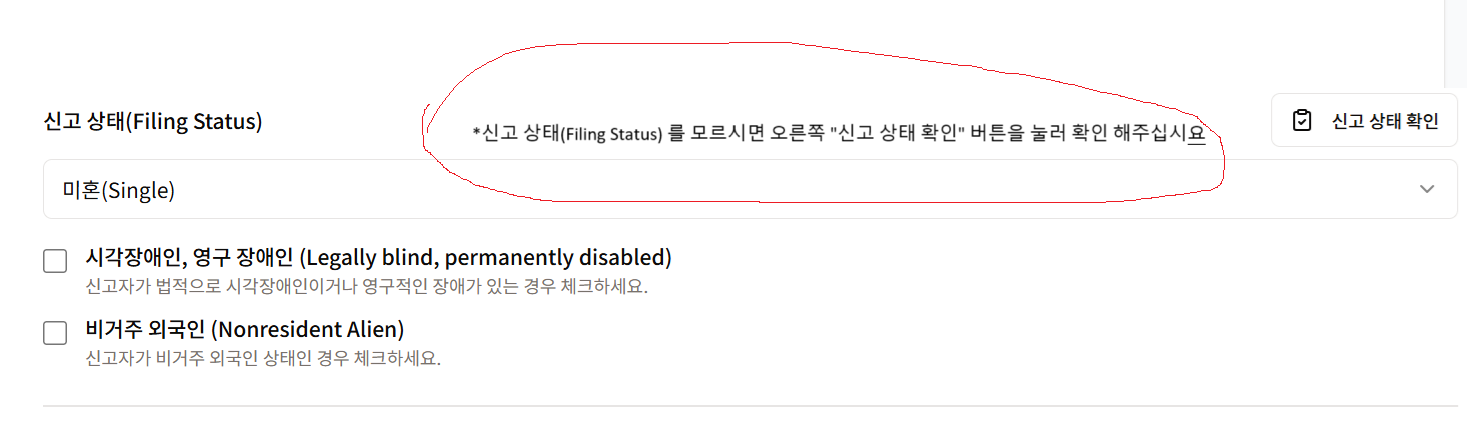 신고 상태(Filing Status)
*신고 상태(Filing Status) 를 모르시면 오른쪽 "신고 상태 확인" 버튼을 눌러 확인 해주십시요
신고 상태 확인
미혼(Single)
시각장애인, 영구 장애인 (Legally blind, permanently disabled)
신고자가 법적으로 시각장애인이거나 영구적인 장애가 있는 경우 체크하세요.
비거주 외국인 (Nonresident Alien)
신고자가 비거주 외국인 상태인 경우 체크하세요.